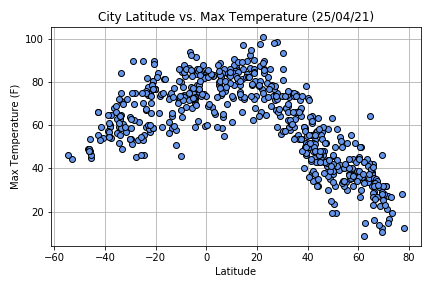 City Latitude vs. Max Temperature (25/04/21)
Max Temperature (F)
100
80
60
40
20
−60 −40 −20 0 20 40 60 80
Latitude